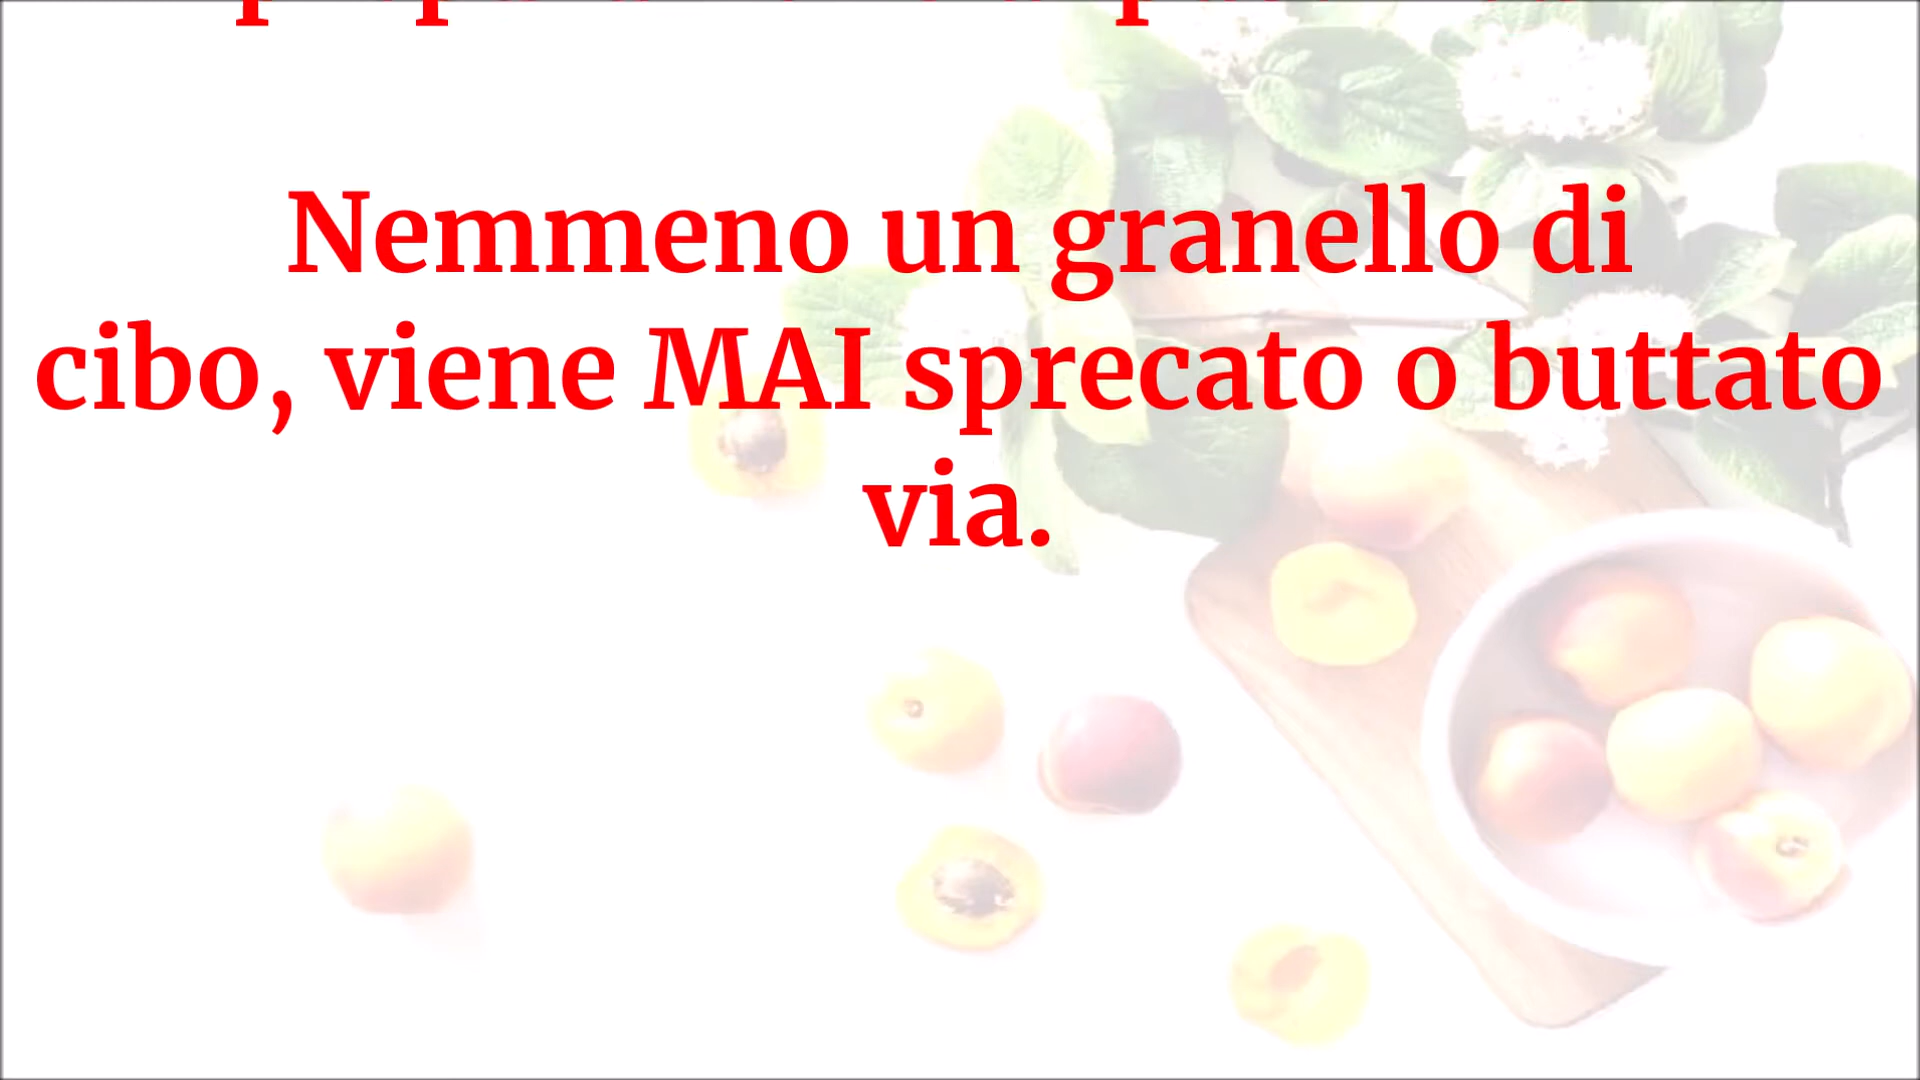 Nemmeno un granello di
cibo, viene MAI sprecato o buttato
via.